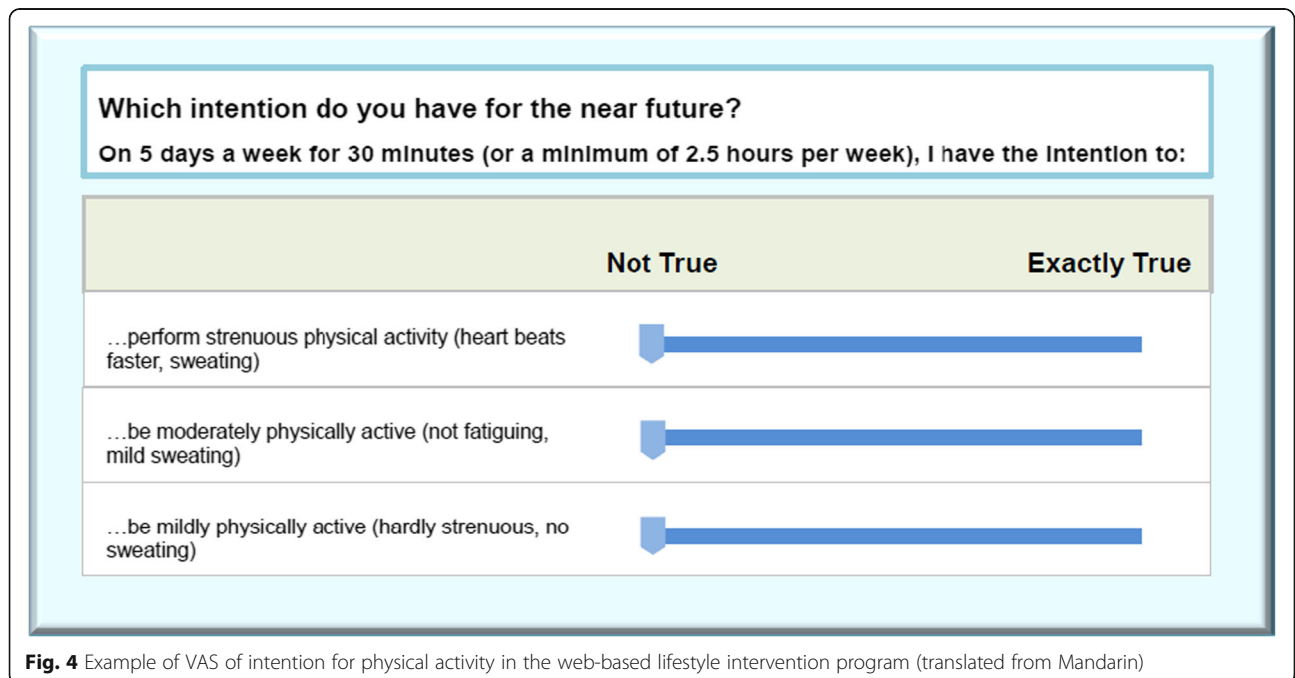 Which intention do you have for the near future?
On 5 days a week for 30 minutes (or a minimum of 2.5 hours per week), I have the intention to:
Not True Exactly True
…perform strenuous physical activity (heart beats
faster, sweating)
…be moderately physically active (not fatiguing,
mild sweating)
…be mildly physically active (hardly strenuous, no
sweating)
Fig. 4 Example of VAS of intention for physical activity in the web-based lifestyle intervention program (translated from Mandarin)